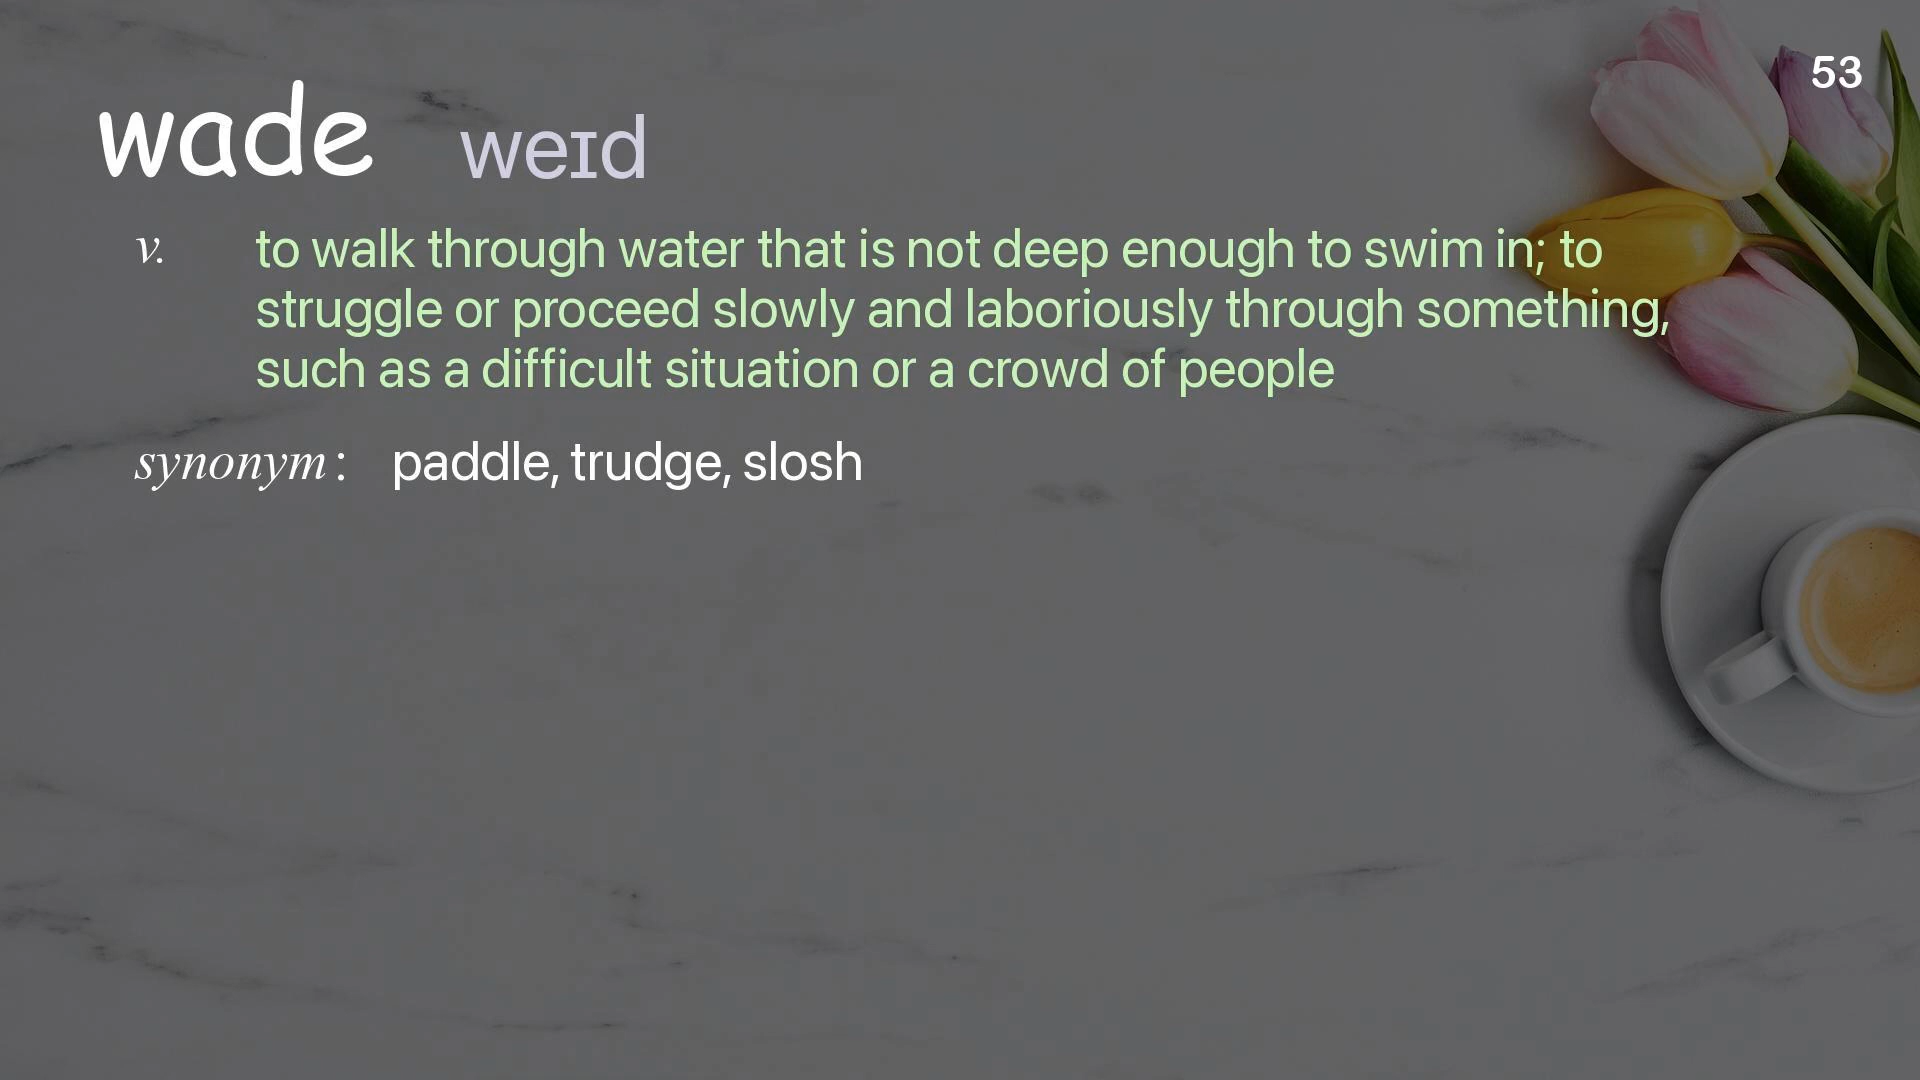 53
wade weɪd
v. to walk through water that is not deep enough to swim in; to
struggle or proceed slowly and laboriously through something,
such as a difficult situation or a crowd of people
synonym: paddle, trudge, slosh